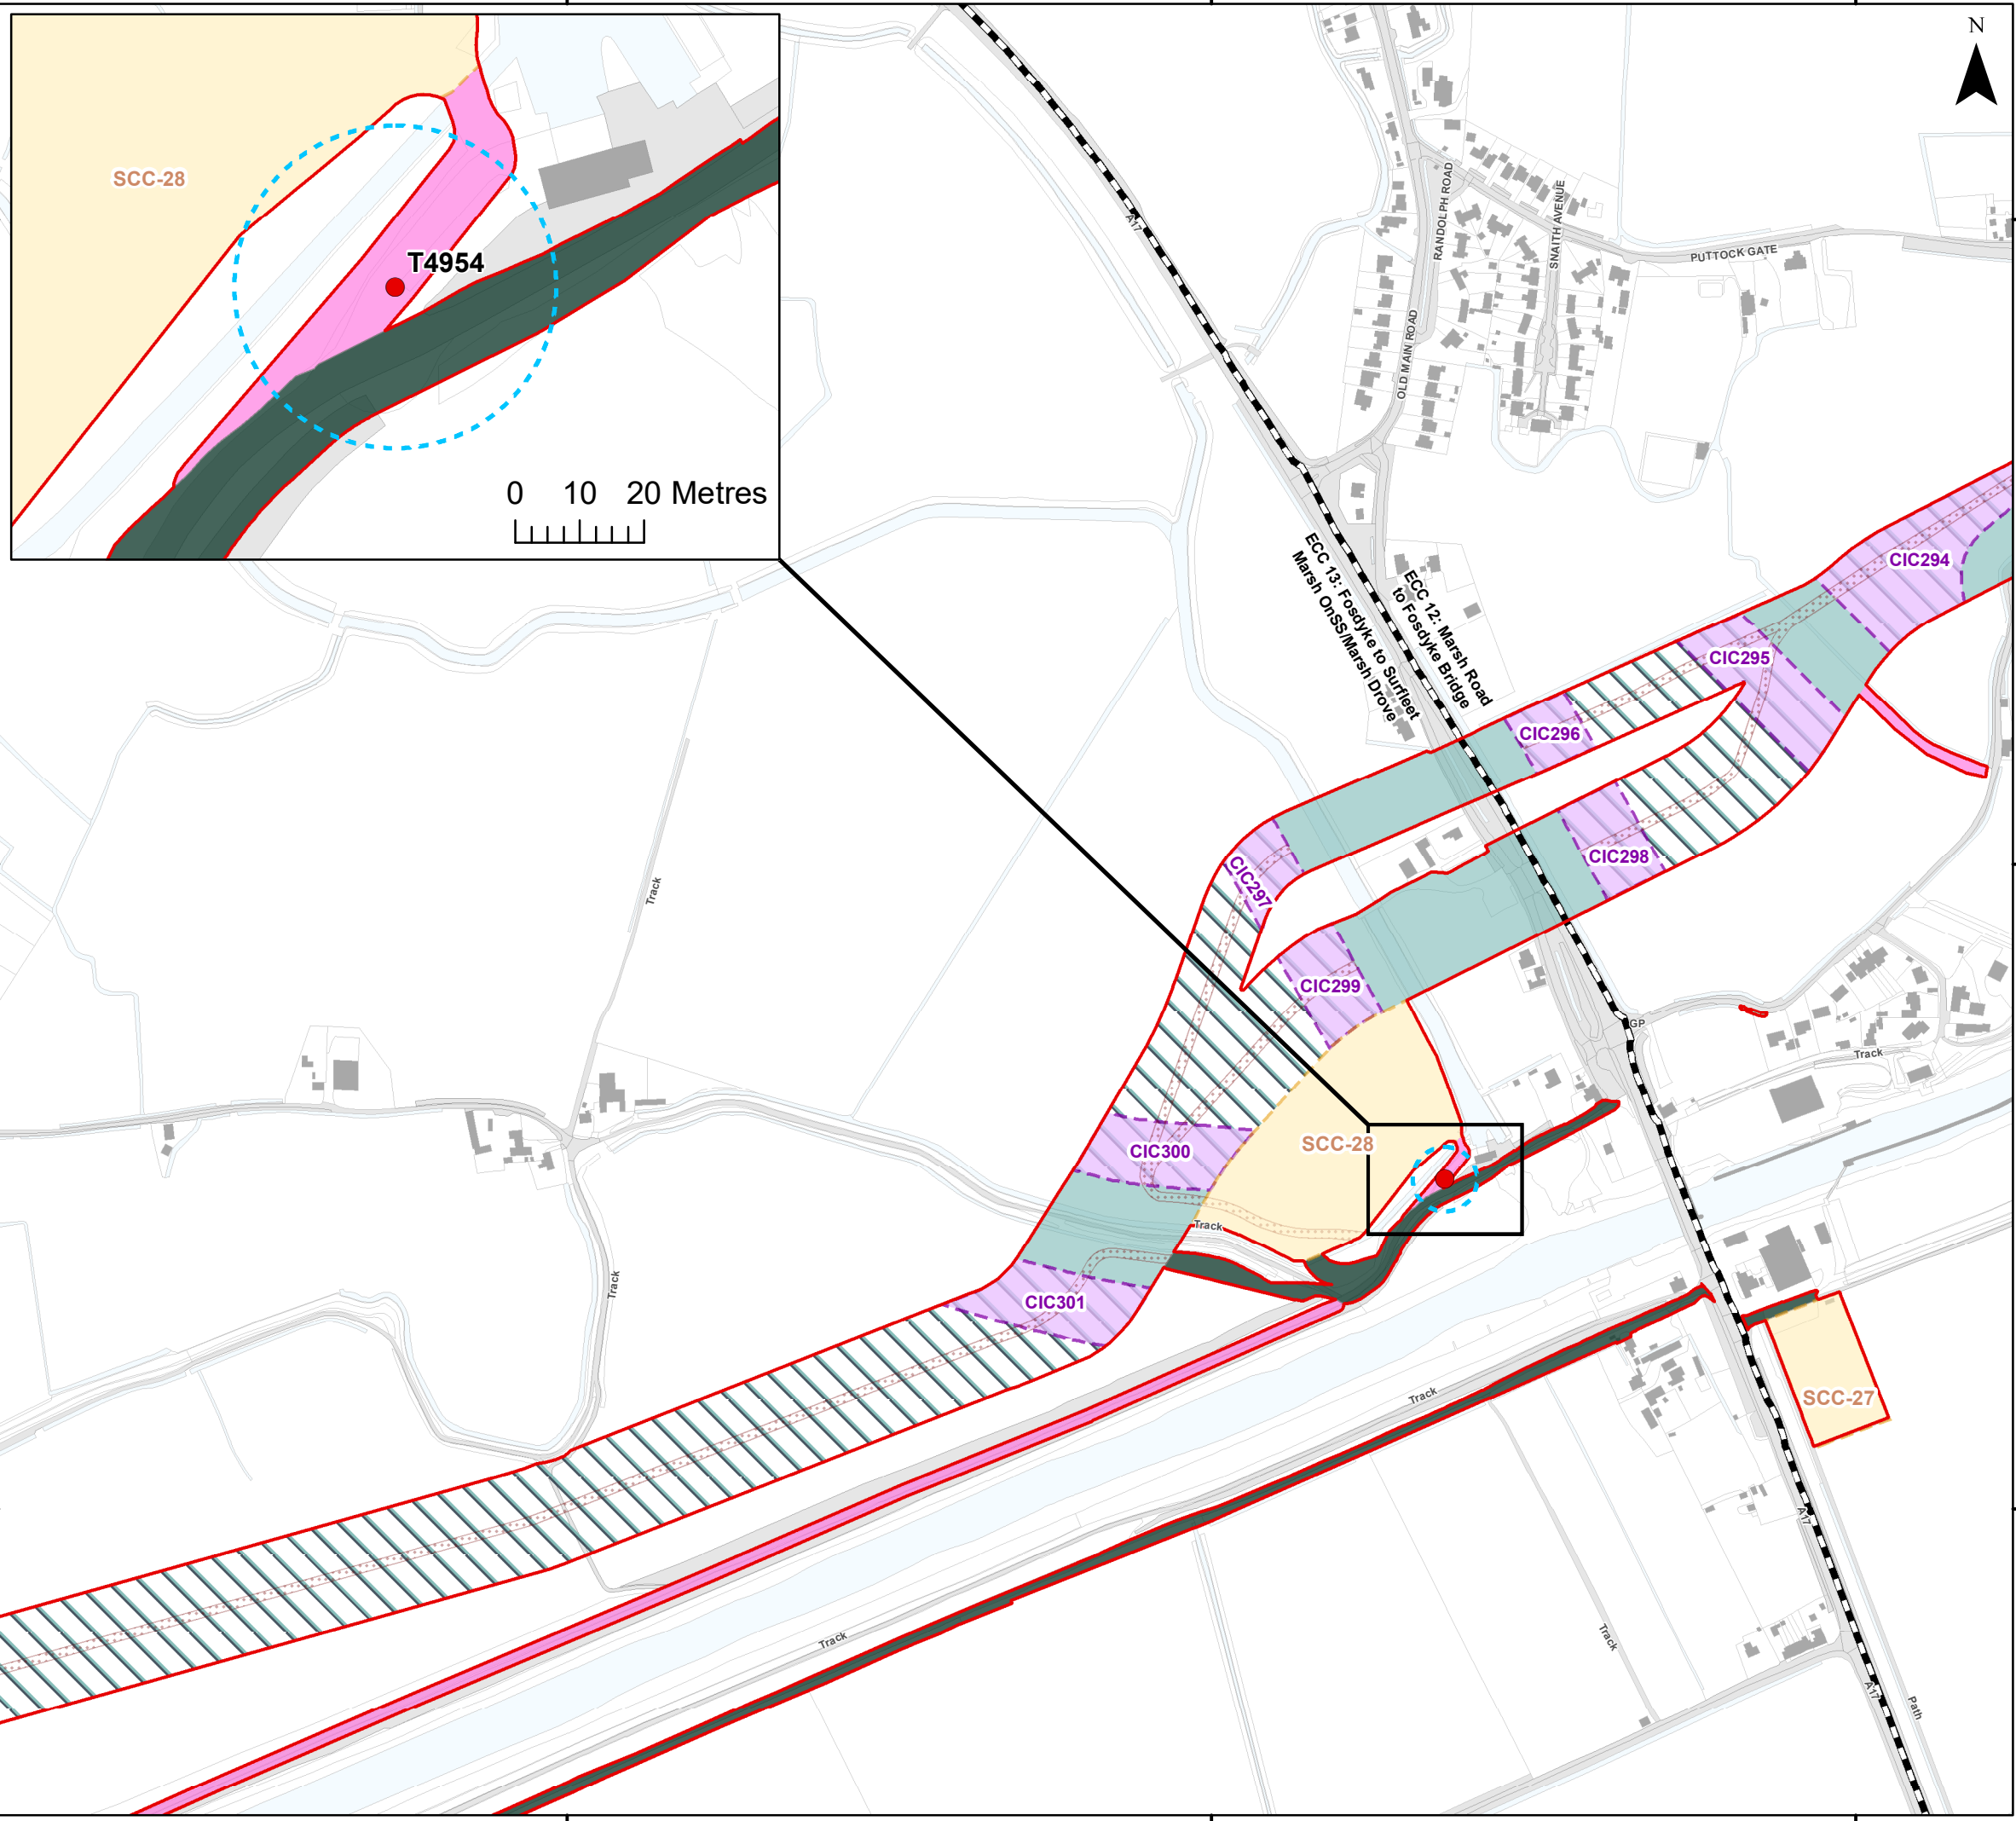 N
SCC-28
T4954
0 10 20 Metres
A17
RANDOLPH ROAD
SNAITH AVENUE
PUTTOCK GATE
OLD MAIN ROAD
ECC 13: Fosdyke to Surfleet
Marsh OnSS/Marsh Drove
ECC 12: Marsh Road
to Fosdyke Bridge
CIC294
CIC295
CIC296
CIC297
CIC298
Track
CIC299
GP
Track
SCC-28
CIC300
Track
Track
CIC301
Track
SCC-27
A17
Track
Track
A17
Path